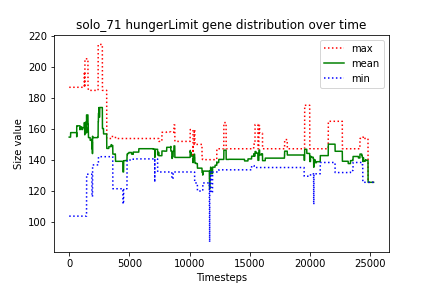 solo_71 hungerLimit gene distribution over time
Size value
220
200
180
160
140
120
100
max
mean
min
0 5000 10000 15000 20000 25000
Timesteps